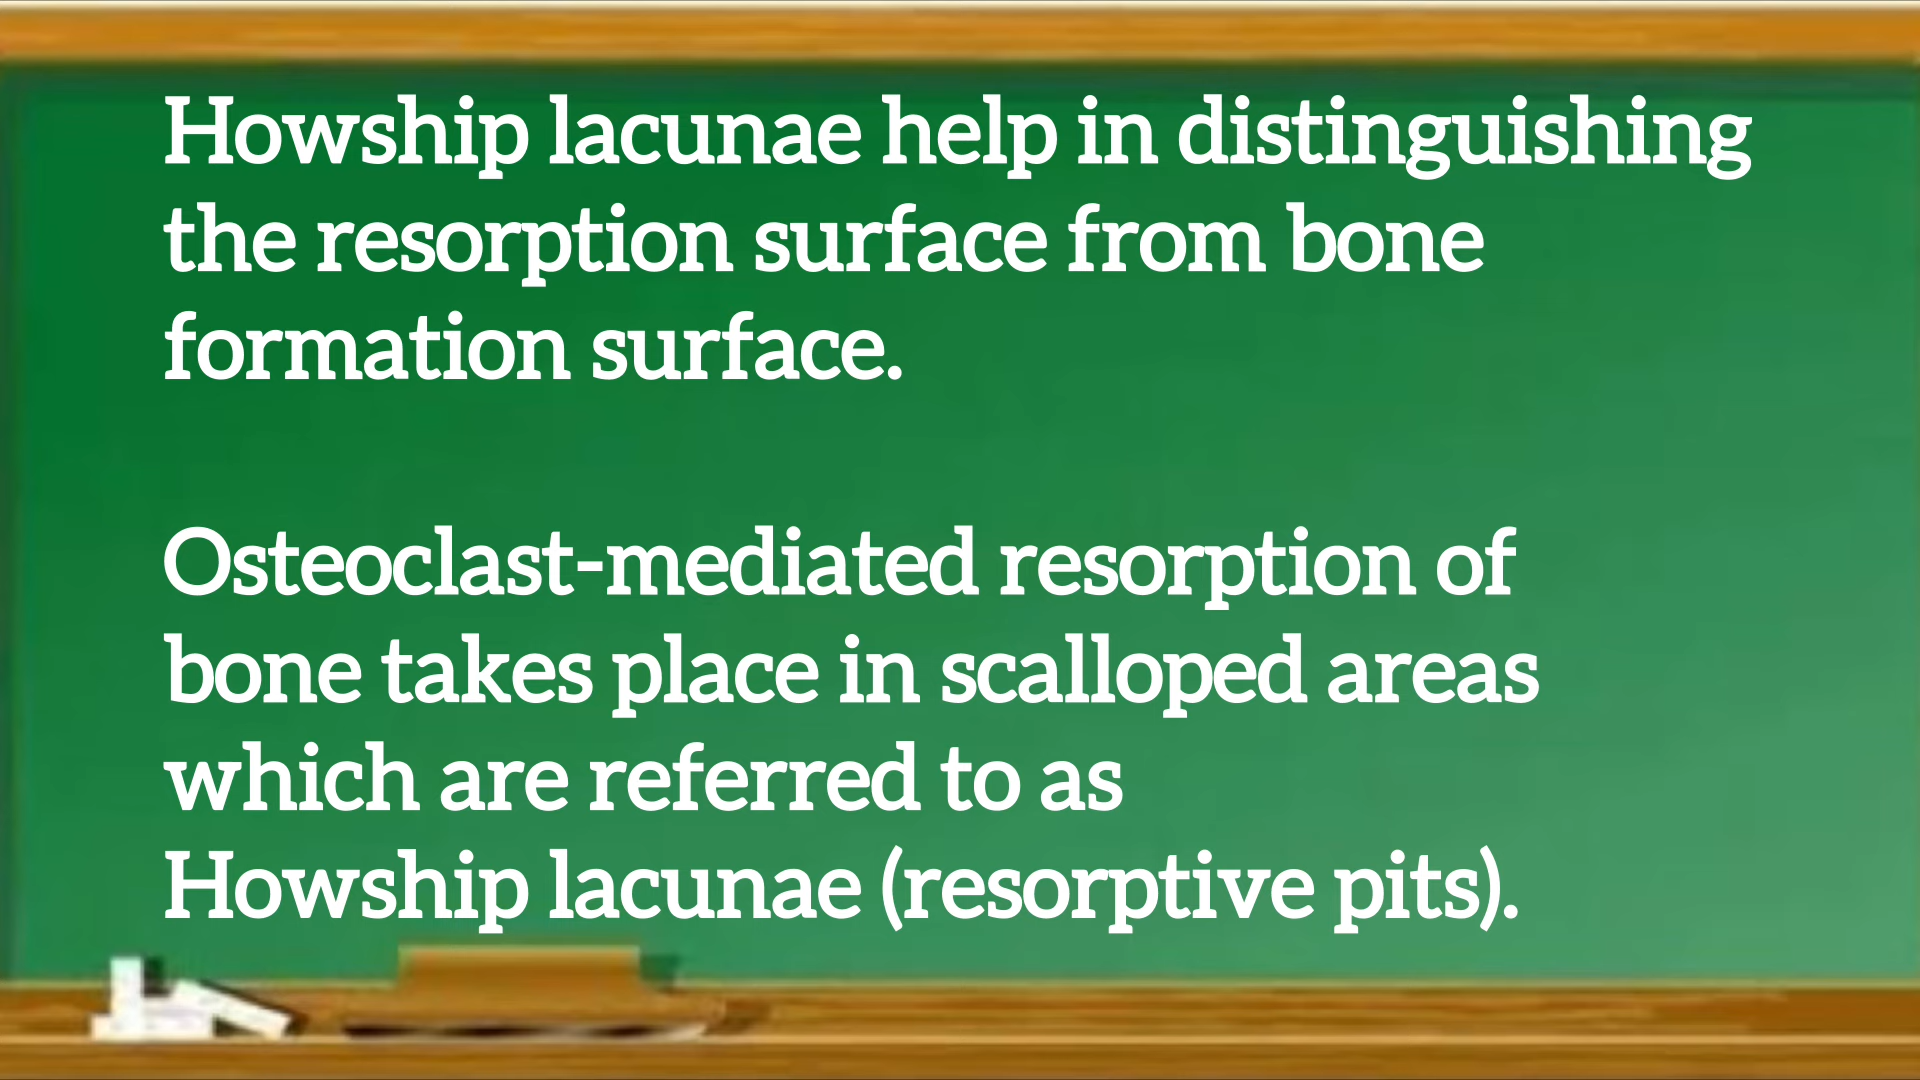 Howship lacunae help in distinguishing
the resorption surface from bone
formation surface.
Osteoclast-mediated resorption of
bone takes place in scalloped areas
which are referred to as
Howship lacunae (resorptive pits).